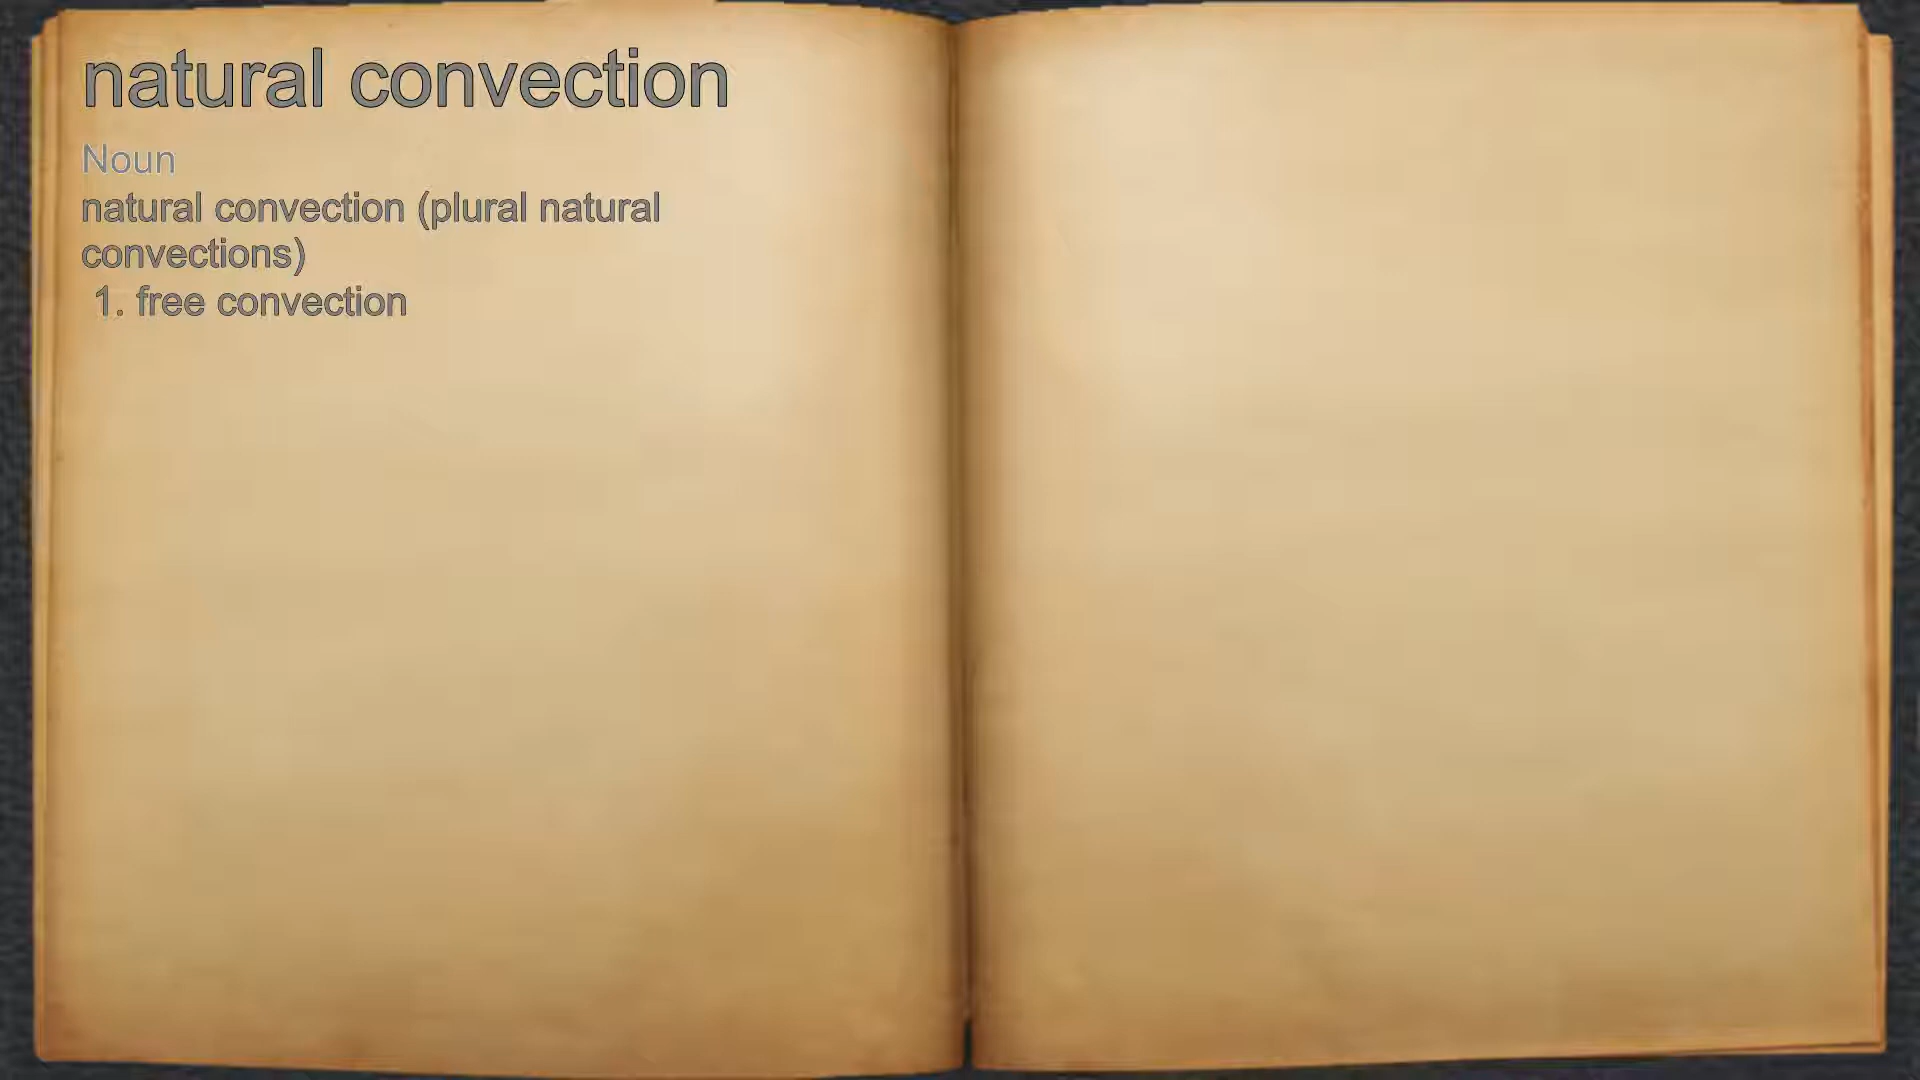 natural convection
Noun
natural convection (plural natural
convections)
1. free convection